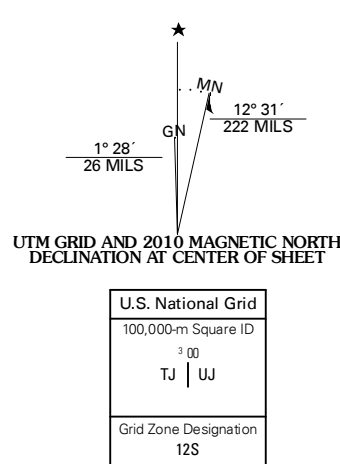 ★
MN
GN
12° 31´
222 MILS
1° 28´
26 MILS
UTM GRID AND 2010 MAGNETIC NORTH
DECLINATION AT CENTER OF SHEET
U.S. National Grid
100,000-m Square ID
3 00
TJ | UJ
Grid Zone Designation
12S